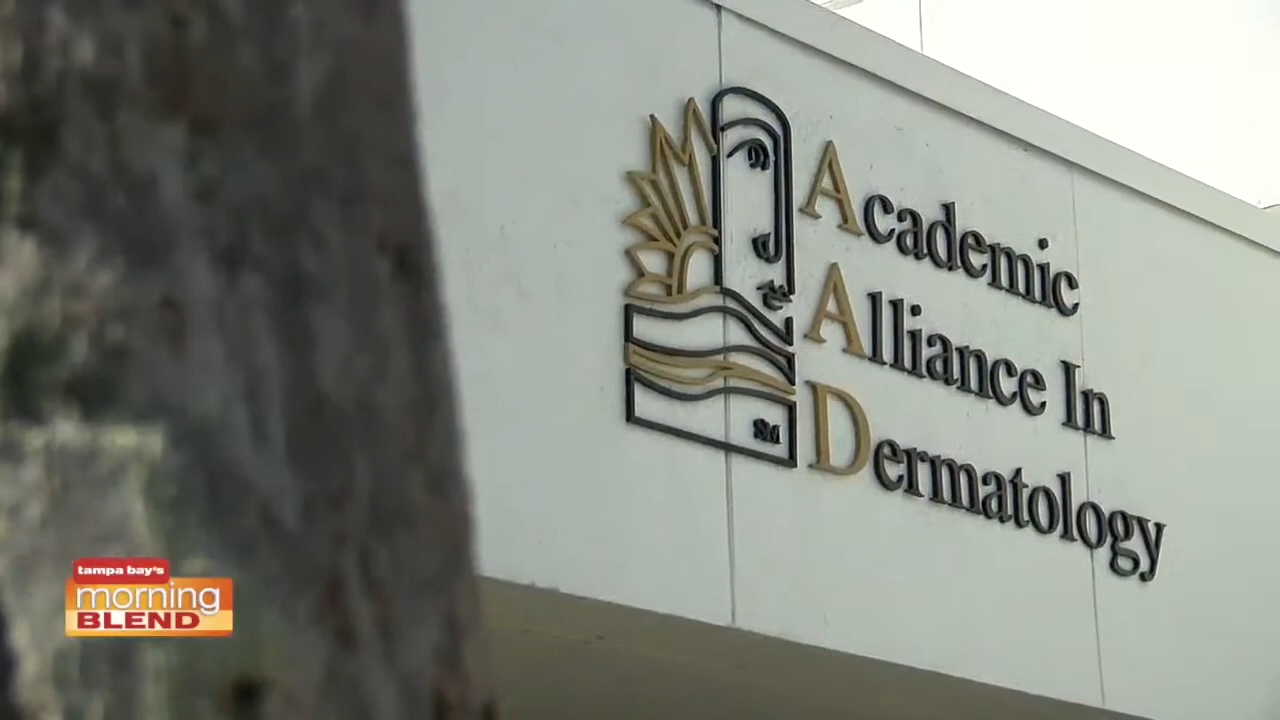 Academic
Alliance In
Dermatology
SM
tampa bay's
morning
BLEND